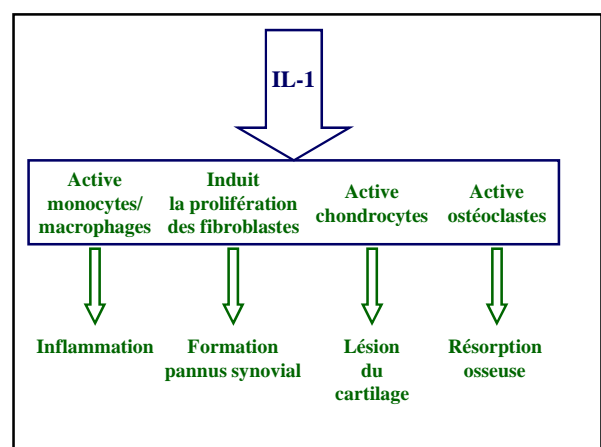 IL-1
Active
monocytes/
macrophages
Induit
la prolifération
des fibroblastes
Active
chondrocytes
Active
ostéoclastes
Inflammation
Formation
pannus synovial
Lésion
du
cartilage
Résorption
osseuse